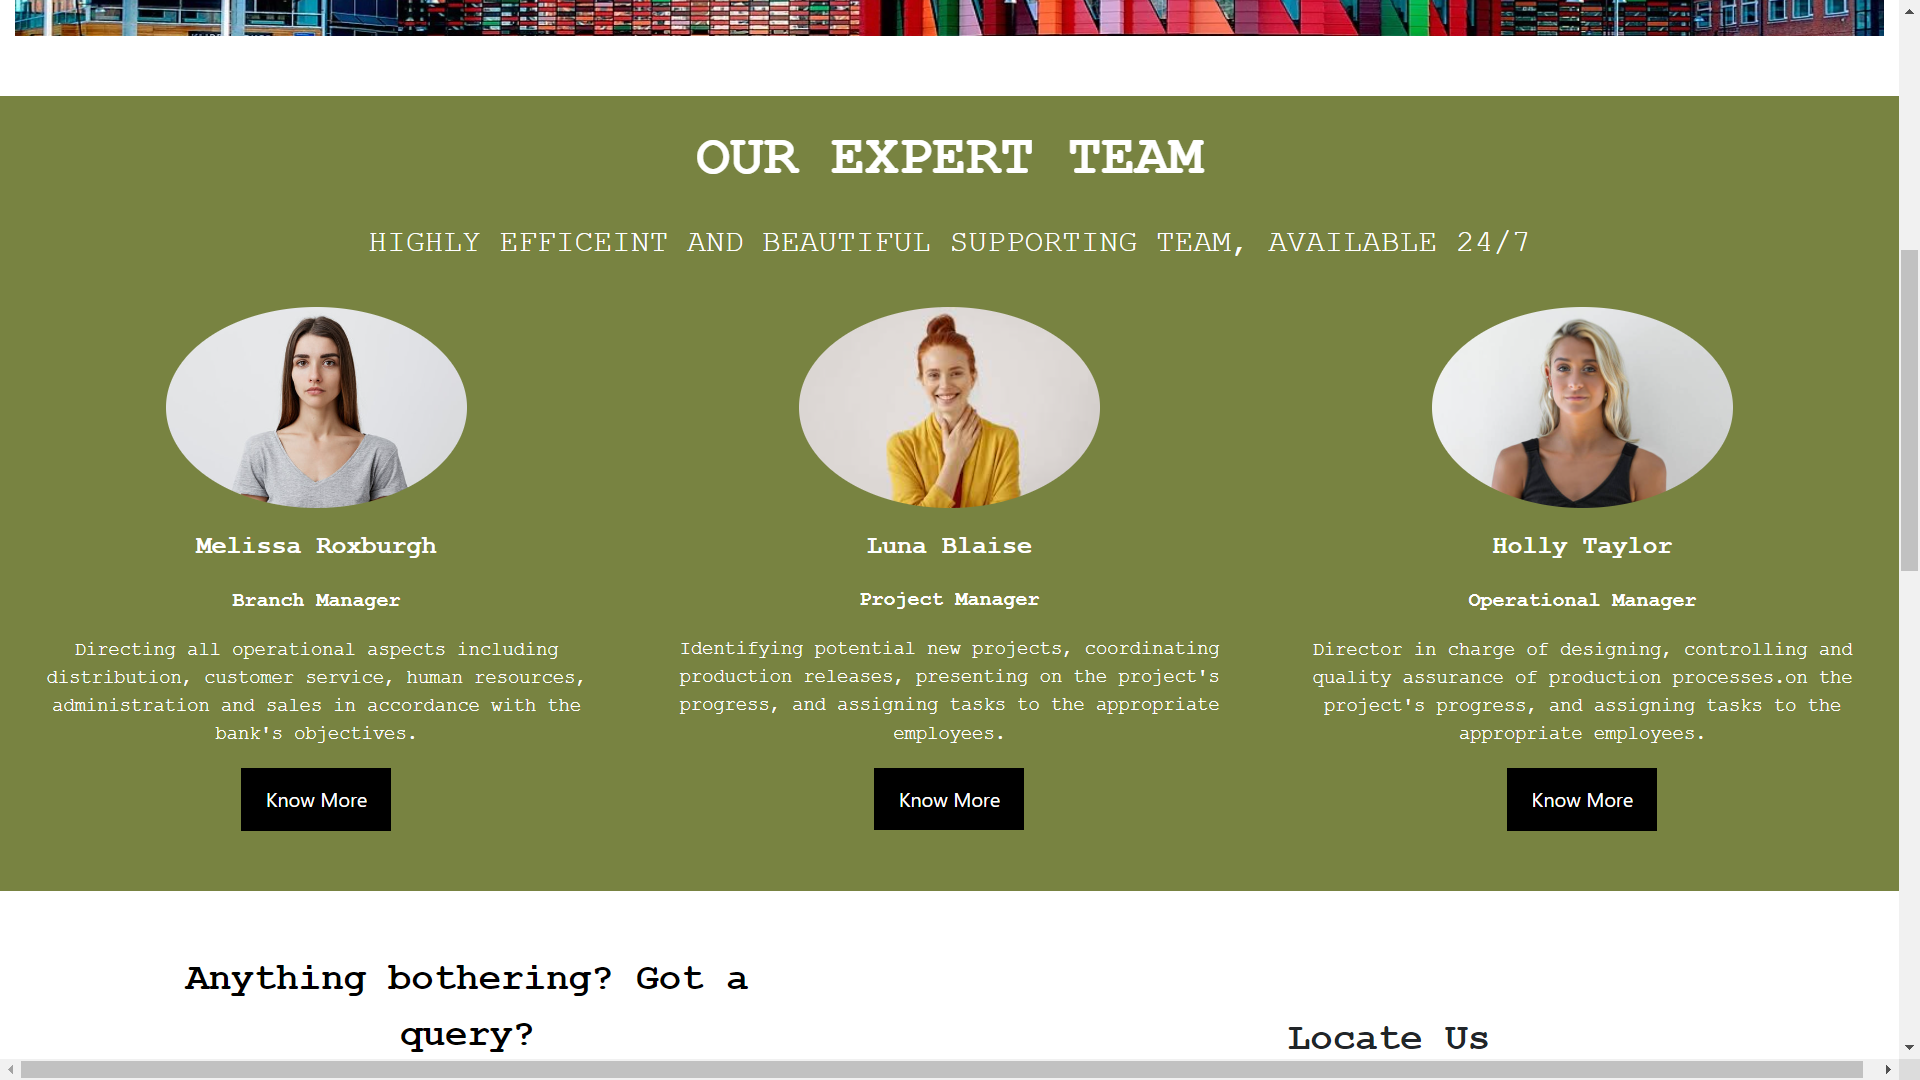 OUR EXPERT TEAM
HIGHLY EFFICEINT AND BEAUTIFUL SUPPORTING TEAM, AVAILABLE 24/7
Melissa Roxburgh
Branch Manager
Directing all operational aspects including
distribution, customer service, human resources,
administration and sales in accordance with the
bank's objectives.
Know More
Luna Blaise
Project Manager
Identifying potential new projects, coordinating
production releases, presenting on the project's
progress, and assigning tasks to the appropriate
employees.
Know More
Holly Taylor
Operational Manager
Director in charge of designing, controlling and
quality assurance of production processes.on the
project's progress, and assigning tasks to the
appropriate employees.
Know More
Anything bothering? Got a
query?
Locate Us